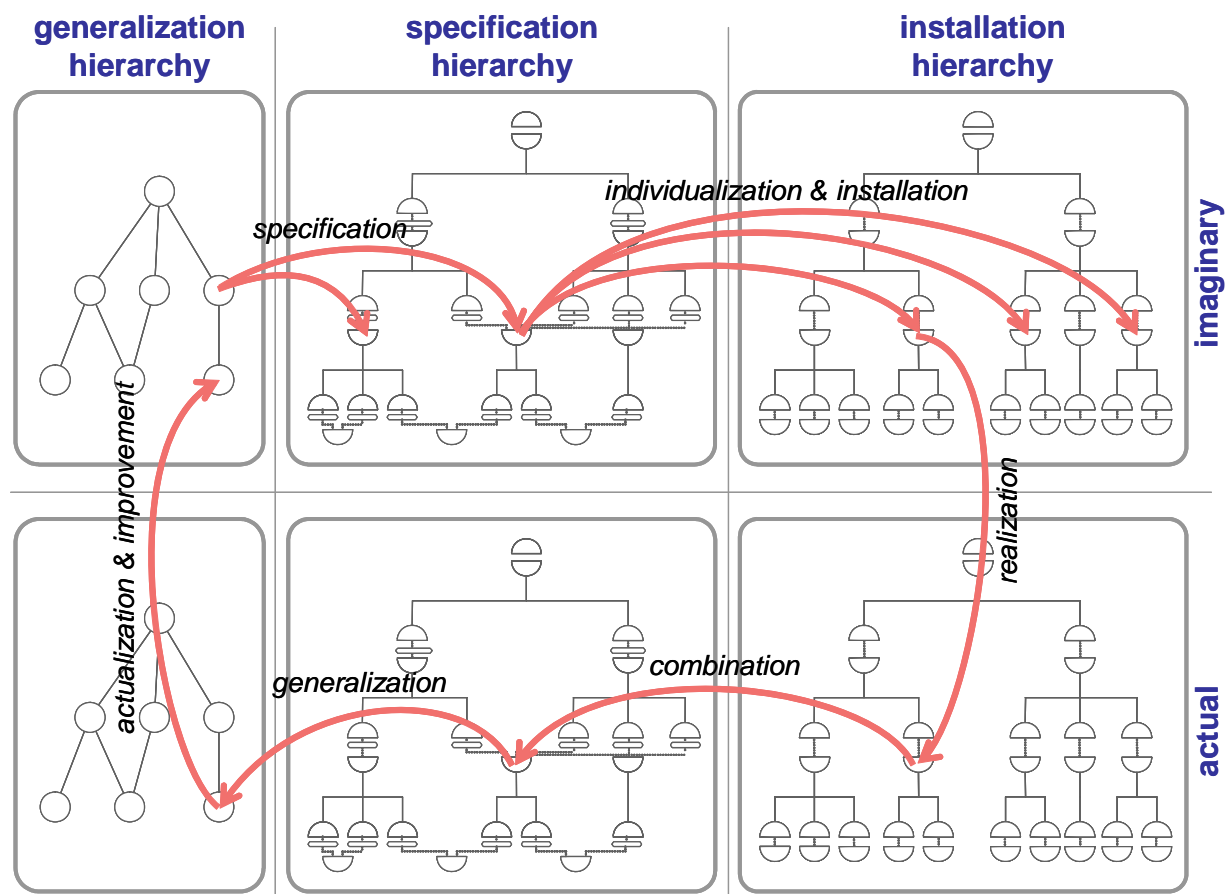 generalization
hierarchy
specification
hierarchy
installation
hierarchy
individualization & installation
specification
imaginary
actualization & improvement
realization
combination
generalization
actual